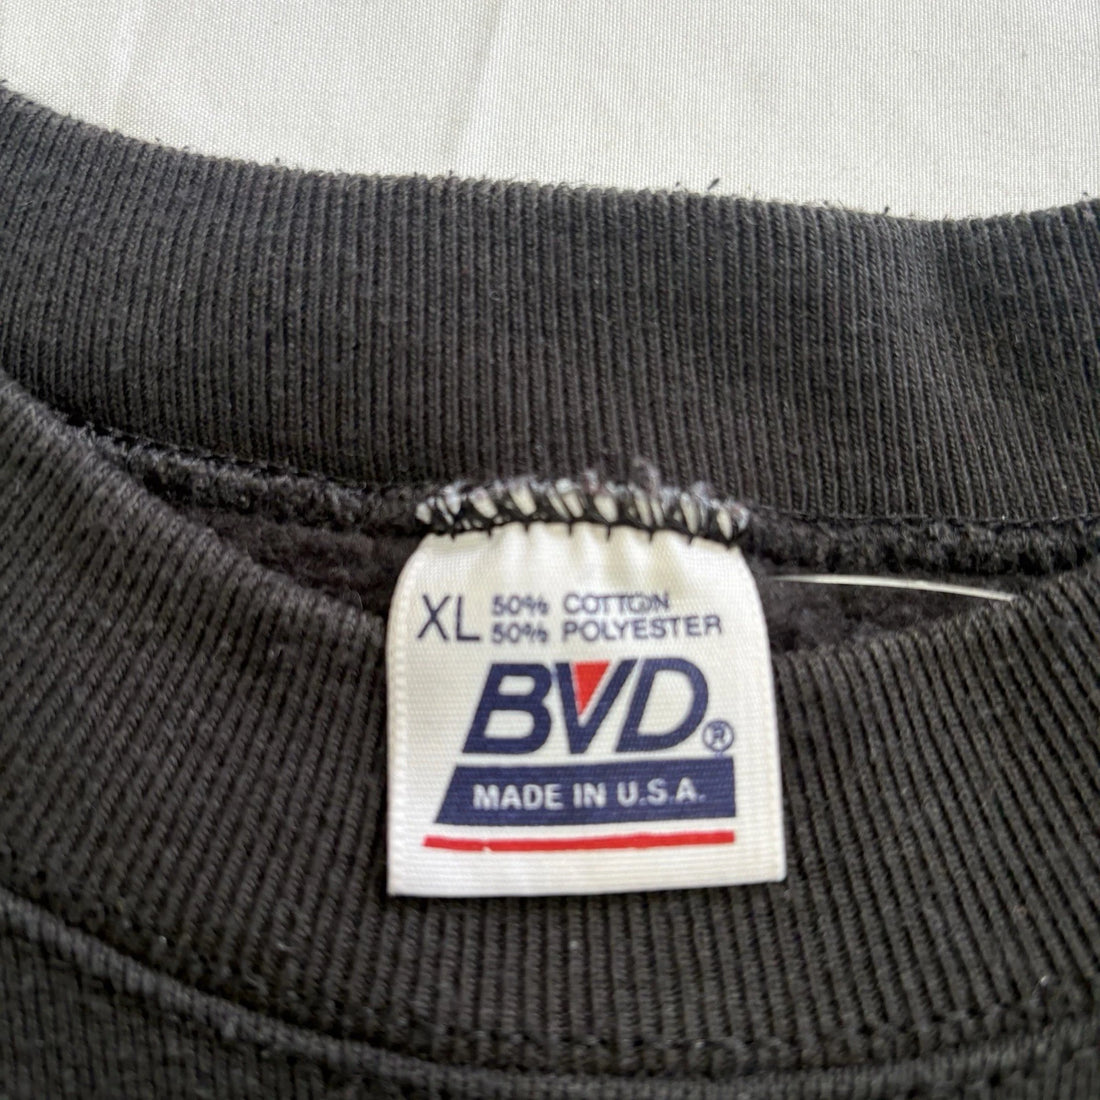 XL 50% COTTON
50% POLYESTER
BVD®
MADE IN U.S.A.